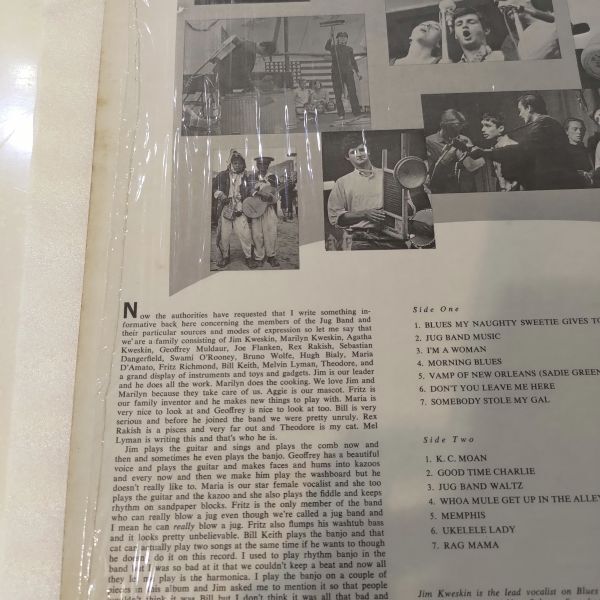 Now the authorities have requested that I write something in-
formative back here concerning the members of the Jug Band and
their particular sources and modes of expression so let me say that
we're a family consisting of Jim Kweskin, Marilyn Kweskin, Agatha
Kweskin, Geoffrey Muldaur, Joe Flanken, Rex Rakish, Sebastian
Dangerfield, Swami O'Rooney, Bruno Wolfe, Hugh Bialy, Maria
D'Amato, Fritz Richmond, Bill Keith, Melvin Lyman, Theodore, and
a grand display of instruments and toys and gadgets. Jim is our leader
and he does all the work. Marilyn does the cooking. We love Jim and
Marilyn because they take care of us. Aggie is our mascot. Fritz is
our family inventor and he makes new things to play with. Maria is
very nice to look at and Geoffrey is nice to look at too. Bill is very
serious and before he joined the band we were pretty unruly. Rex
Rakish is a pisces and very far out and Theodore is my cat. Mel
Lyman is writing this and that's who he is.
Jim plays the guitar and sings and plays the comb now and
then and sometimes he even plays the banjo. Geoffrey has a beautiful
voice and plays the guitar and makes faces and hums into kazoos
and every now and then we make him play the washboard but he
doesn't really like to. Maria is our star female vocalist and she too
plays the guitar and the kazoo and she also plays the fiddle and keeps
rhythm on sandpaper blocks. Fritz is the only member of the band
who can really blow a jug even though we're called a jug band and
I mean he can really blow a jug. Fritz also flumps his washtub bass
and it looks pretty unbelievable. Bill Keith plays the banjo and that
cat can actually play two songs at the same time if he wants to though
he doesn't do it on this record. I used to play rhythm banjo in the
band but I was so bad at it that we couldn't keep a beat and now all
they let me play is the harmonica. I play the banjo on a couple of
pieces in this album and Jim asked me to mention it so that people
wouldn't think it was Bill but I don't think it was all that bad and
Side One
1. BLUES MY NAUGHTY SWEETIE GIVES TO
2. JUG BAND MUSIC
3. I'M A WOMAN
4. MORNING BLUES
5. VAMP OF NEW ORLEANS (SADIE GREEN
6. DON'T YOU LEAVE ME HERE
7. SOMEBODY STOLE MY GAL
Side Two
1. K. C. MOAN
2. GOOD TIME CHARLIE
3. JUG BAND WALTZ
4. WHOA MULE GET UP IN THE ALLEY
5. MEMPHIS
6. UKELELE LADY
7. RAG MAMA
Jim Kweskin is the lead vocalist on Blues